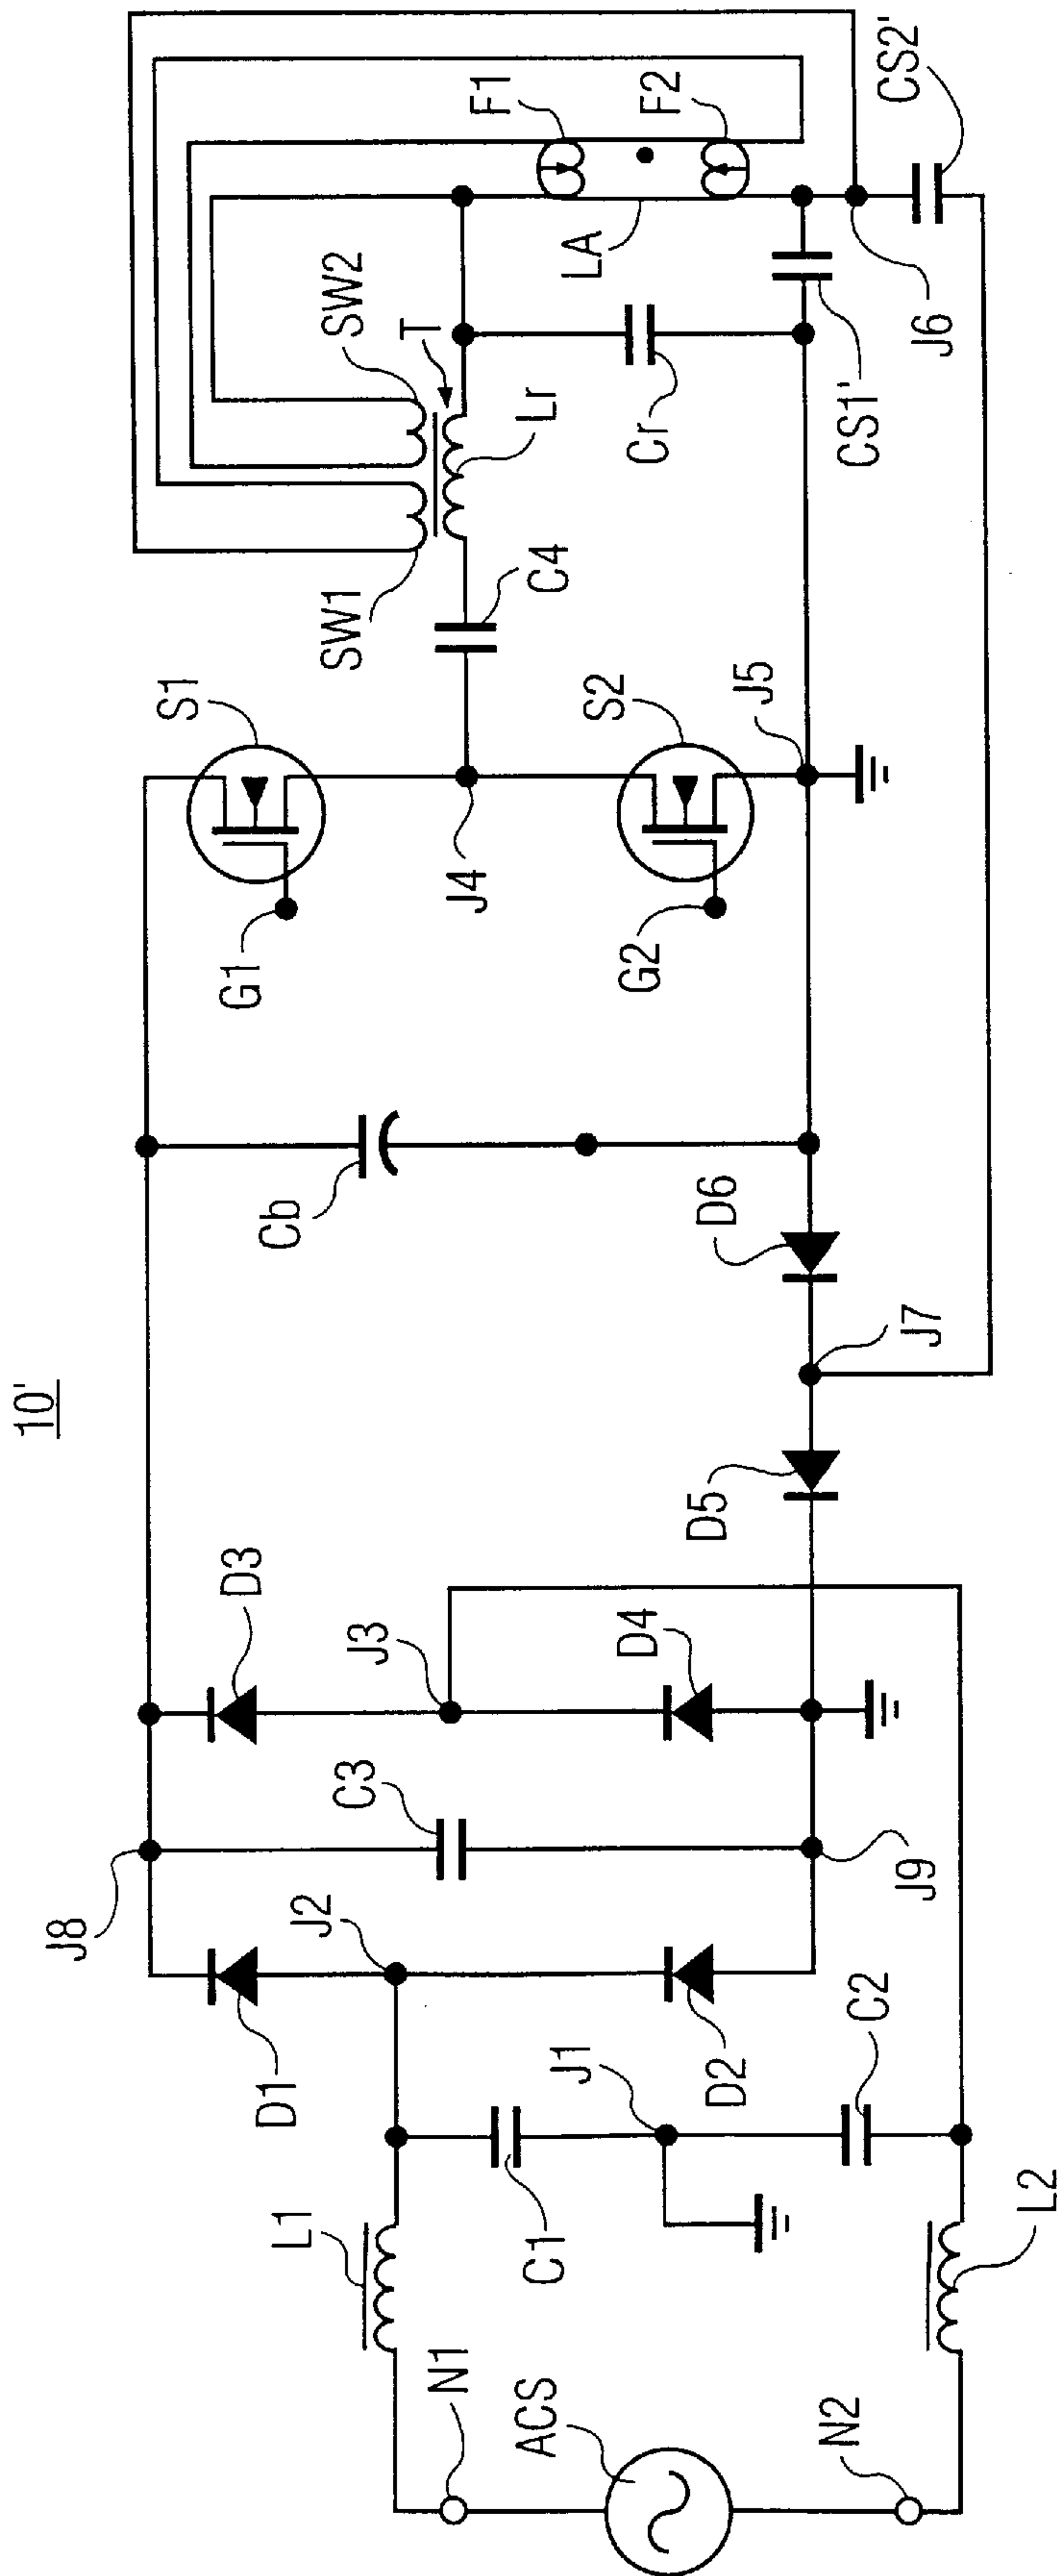 10'
ACS
N1
N2
L1
L2
C1
C2
J1
J2
D1
D2
J8
C3
J9
D3
J3
D4
D5
J7
D6
Cb
G1
S1
J4
G2
S2
J5
SW1
SW2
T
Lr
C4
Cr
CS1'
LA
F1
F2
J6
CS2'